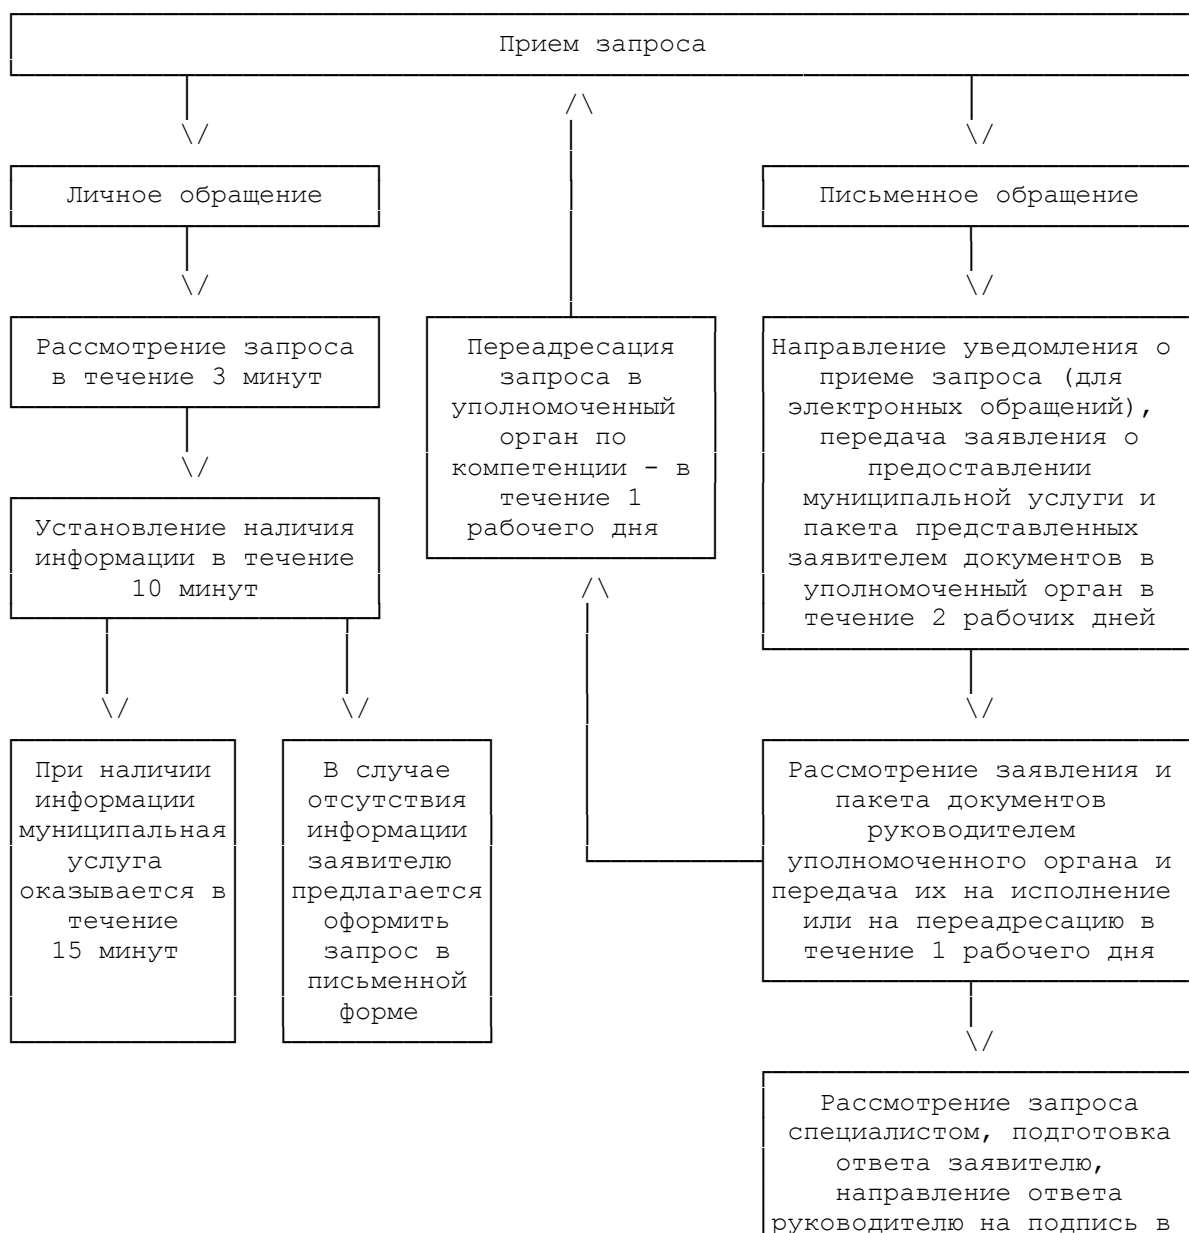 Прием запроса
Личное обращение
Письменное обращение
Рассмотрение запроса
в течение 3 минут
Переадресация
запроса в
уполномоченный
орган по
компетенции - в
течение 1
рабочего дня
Направление уведомления о
приеме запроса (для
электронных обращений),
передача заявления о
предоставлении
муниципальной услуги и
пакета представленных
заявителем документов в
уполномоченный орган в
течение 2 рабочих дней
Установление наличия
информации в течение
10 минут
При наличии
информации
муниципальная
услуга
оказывается в
течение
15 минут
В случае
отсутствия
информации
заявителю
предлагается
оформить
запрос в
письменной
форме
Рассмотрение заявления и
пакета документов
руководителем
уполномоченного органа и
передача их на исполнение
или на переадресацию в
течение 1 рабочего дня
Рассмотрение запроса
специалистом, подготовка
ответа заявителю,
направление ответа
руководителю на подпись в